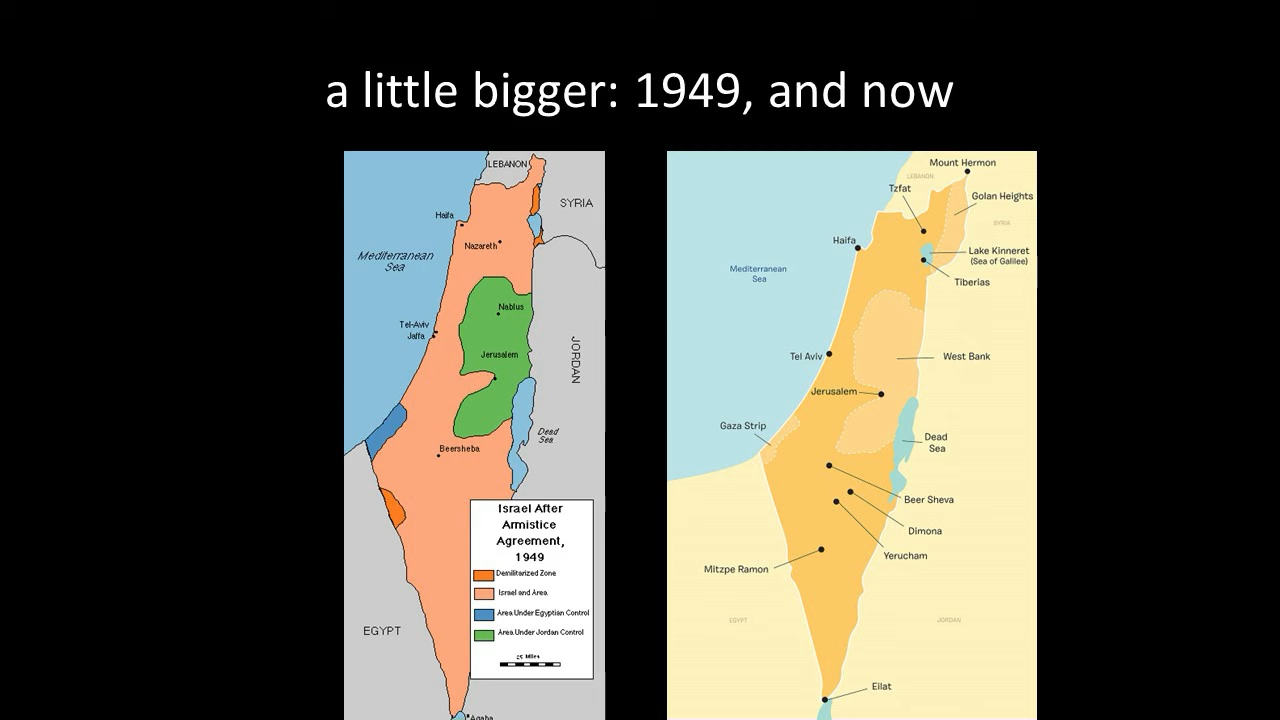 a little bigger: 1949, and now
LEBANON
SYRIA
Haifa
Nazareth
Mediterranean
Sea
Nablus
Tel-Aviv
Jaffa
JORDAN
Jerusalem
Dead
Sea
Beersheba
Israel After
Armistice
Agreement,
1949
Demilitarized Zone
Israel and Area
Area Under Egyptian Control
Area Under Jordan Control
25 Miles
EGYPT
Aqaba
Mount Hermon
LEBANON
Tzfat
Golan Heights
SYRIA
Haifa
Lake Kinneret
(Sea of Galilee)
Mediterranean
Sea
Tiberias
Tel Aviv
West Bank
Jerusalem
Gaza Strip
Dead
Sea
Beer Sheva
Dimona
Yerucham
Mitzpe Ramon
EGYPT
JORDAN
Eilat